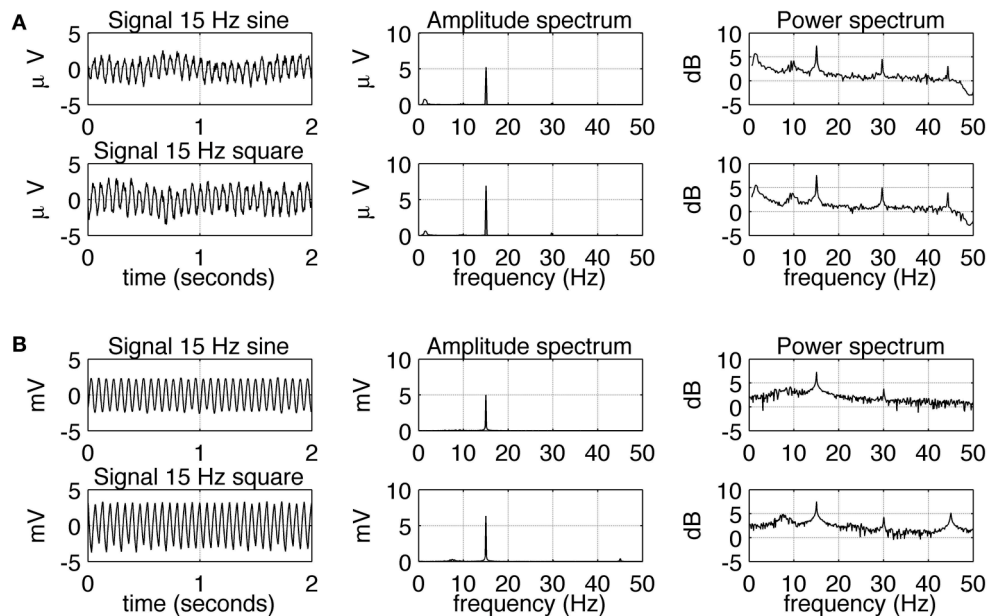 A
Signal 15 Hz sine
Amplitude spectrum
Power spectrum
5
0
-5
μ V
0 1 2
10
5
0
μ V
0 10 20 30 40 50
10
5
0
-5
dB
0 10 20 30 40 50
Signal 15 Hz square
5
0
-5
μ V
0 1 2
time (seconds)
10
5
0
μ V
0 10 20 30 40 50
frequency (Hz)
10
5
0
-5
dB
0 10 20 30 40 50
frequency (Hz)
B
Signal 15 Hz sine
Amplitude spectrum
Power spectrum
5
0
-5
mV
0 1 2
10
5
0
mV
0 10 20 30 40 50
10
5
0
-5
dB
0 10 20 30 40 50
Signal 15 Hz square
5
0
-5
mV
0 1 2
time (seconds)
10
5
0
mV
0 10 20 30 40 50
frequency (Hz)
10
5
0
-5
dB
0 10 20 30 40 50
frequency (Hz)